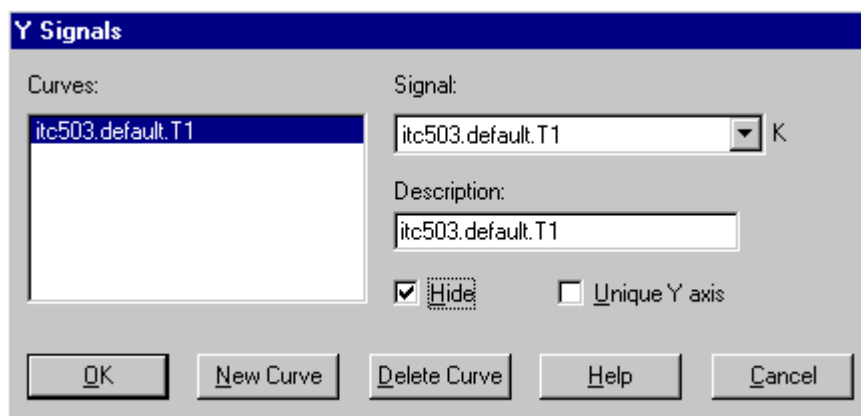 Y Signals
Curves:
itc503.default.T1
Signal:
itc503.default.T1 K
Description:
itc503.default.T1
Hide
Unique Y axis
OK
New Curve
Delete Curve
Help
Cancel